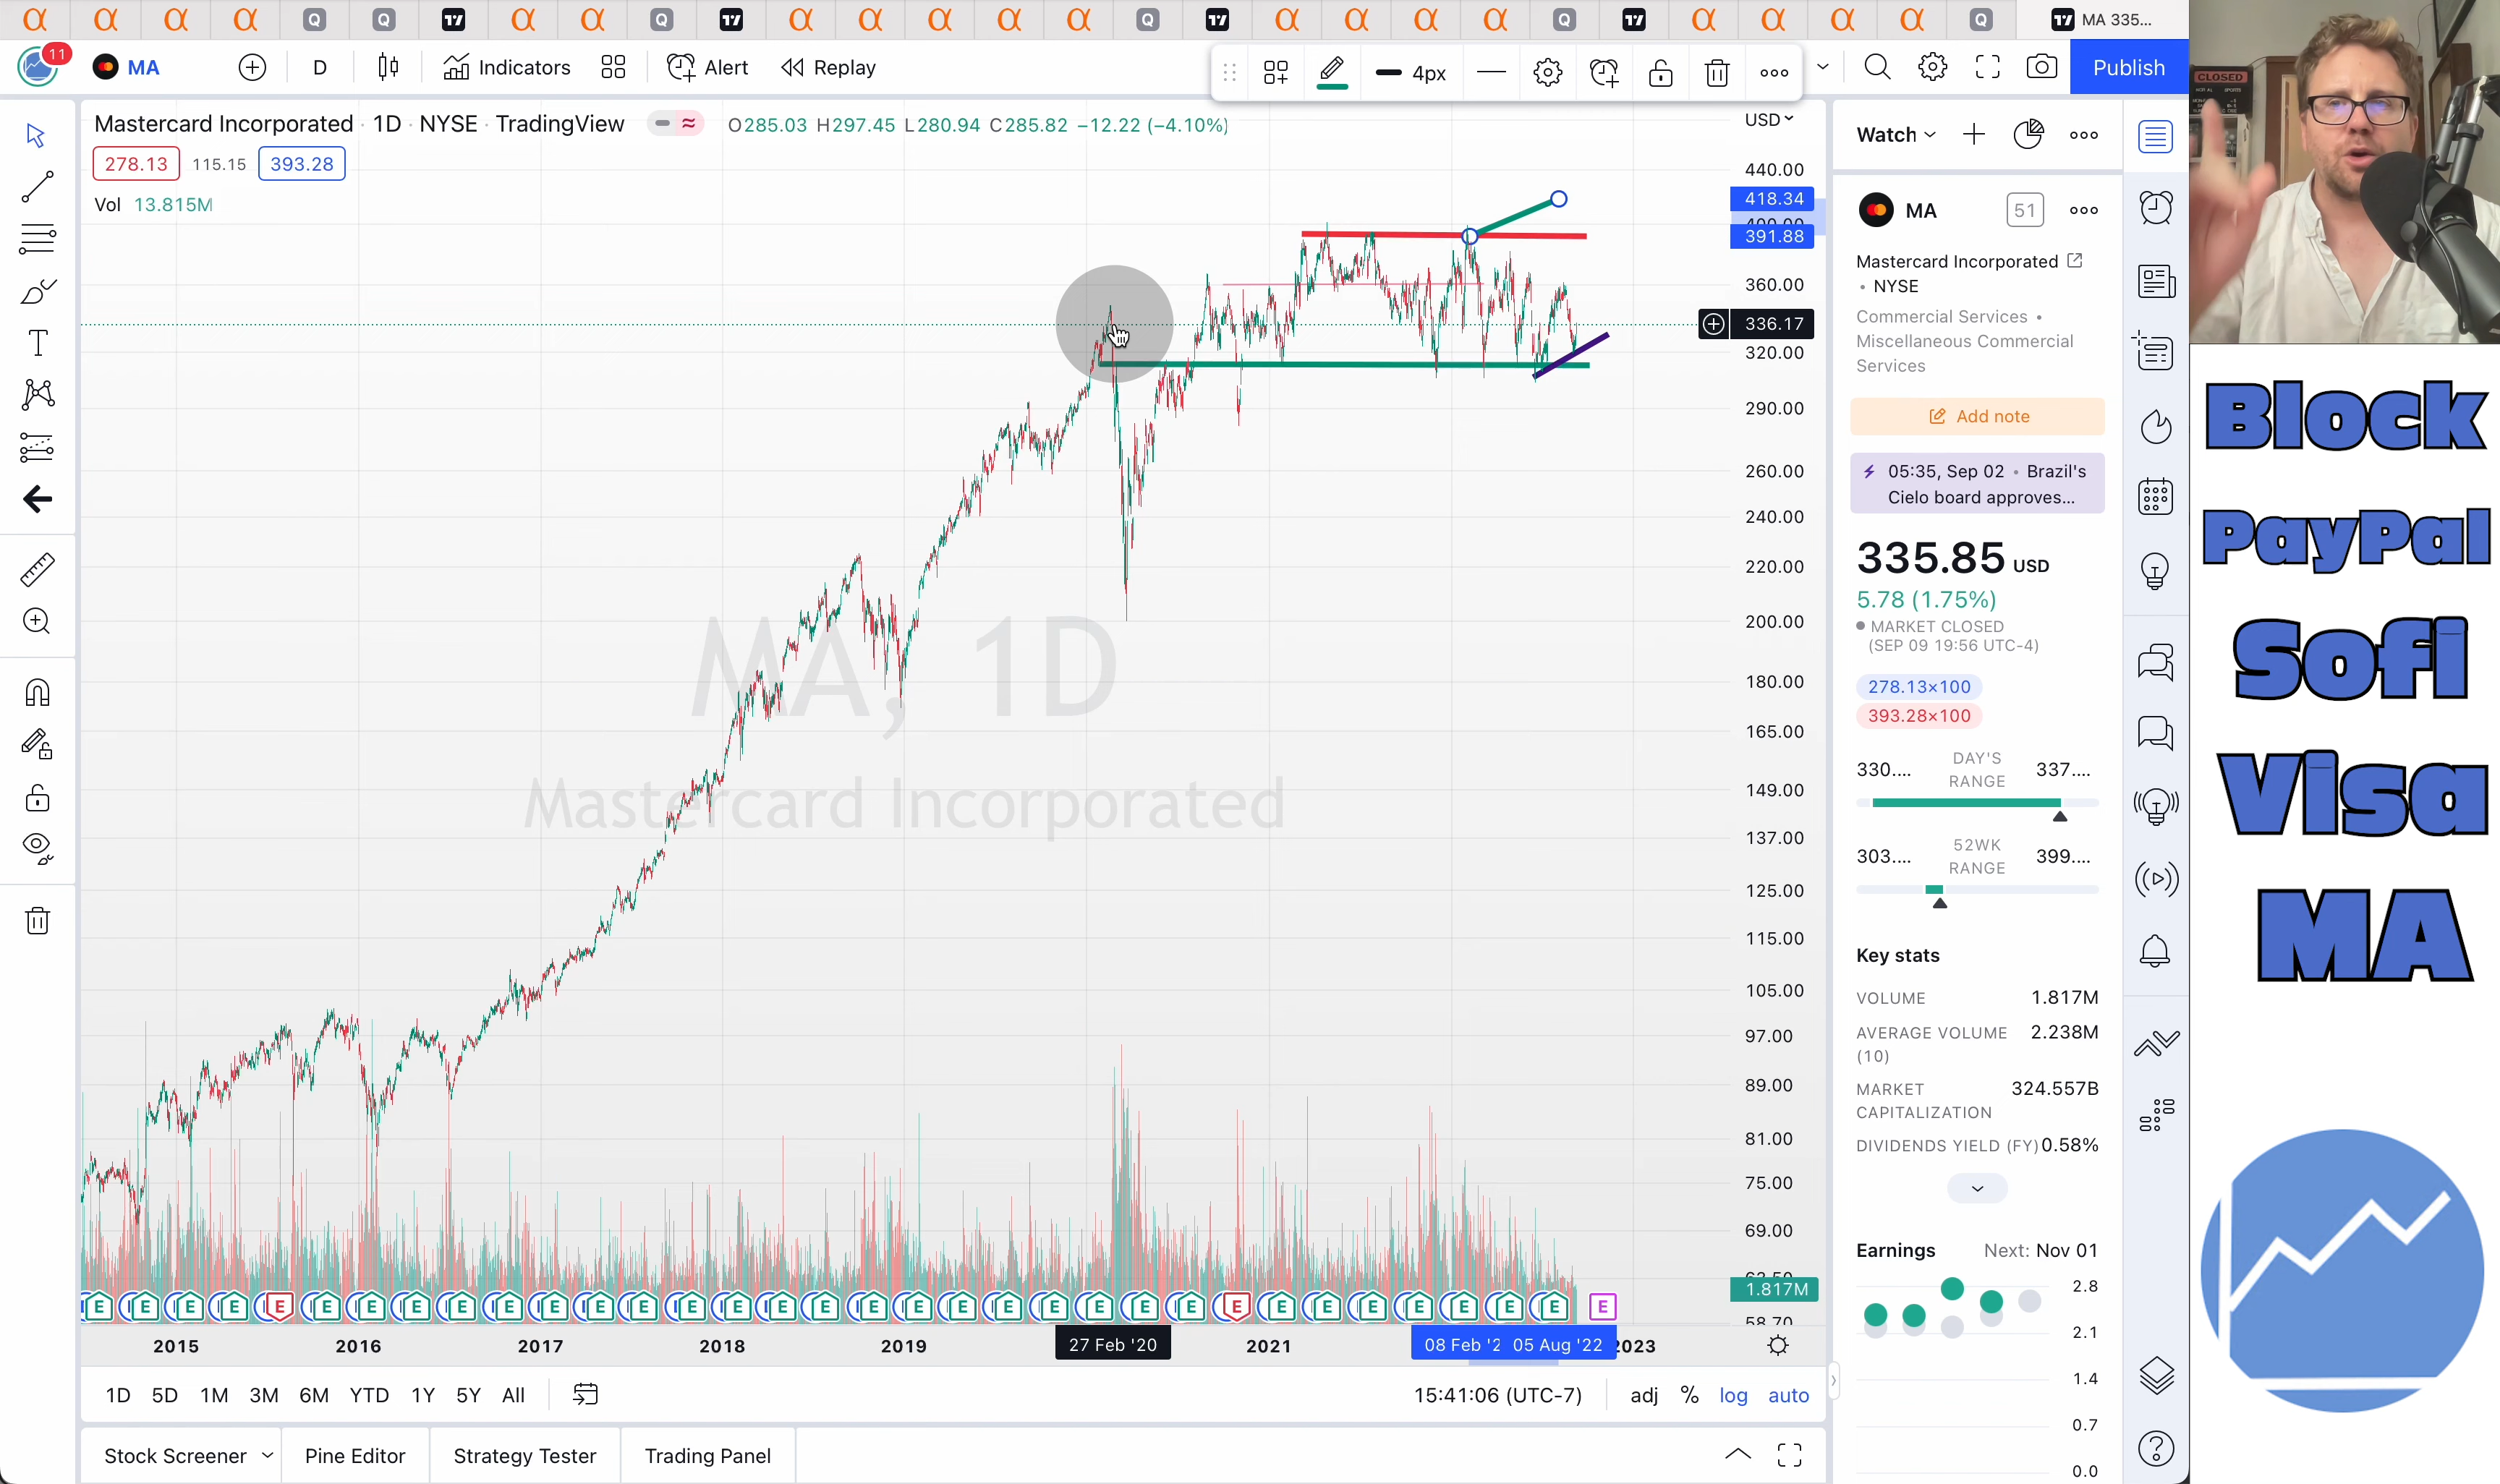 MA 335...
11
MA
D
Indicators
Alert
Replay
4px
Publish
Mastercard Incorporated · 1D · NYSE · TradingView
O285.03 H297.45 L280.94 C285.82 −12.22 (−4.10%)
278.13 115.15 393.28
Vol 13.815M
USD
440.00
418.34
400.00
391.88
360.00
336.17
320.00
290.00
260.00
240.00
220.00
200.00
180.00
165.00
149.00
137.00
125.00
115.00
105.00
97.00
89.00
81.00
75.00
69.00
1.817M
58.70
MA, 1D
Mastercard Incorporated
E E E E E E E E E E E E E E E E E E E E E E E E E E E E E E E E E E
2015 2016 2017 2018 2019 27 Feb '20 2021 08 Feb '2 05 Aug '22 2023
1D 5D 1M 3M 6M YTD 1Y 5Y All
15:41:06 (UTC-7) adj % log auto
Stock Screener Pine Editor Strategy Tester Trading Panel
Watch
MA
51
Mastercard Incorporated
• NYSE
Commercial Services •
Miscellaneous Commercial
Services
Add note
05:35, Sep 02 • Brazil's
Cielo board approves...
335.85 USD
5.78 (1.75%)
MARKET CLOSED
(SEP 09 19:56 UTC-4)
278.13×100
393.28×100
330.... DAY'S RANGE 337....
303.... 52WK RANGE 399....
Key stats
VOLUME 1.817M
AVERAGE VOLUME (10) 2.238M
MARKET CAPITALIZATION 324.557B
DIVIDENDS YIELD (FY) 0.58%
Earnings Next: Nov 01
2.8
2.1
1.4
0.7
0.0
CLOSED
Block
PayPal
Sofi
Visa
MA